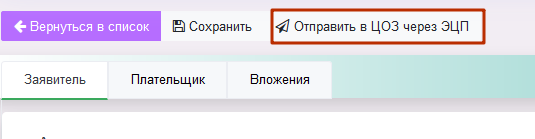 Вернуться в список Сохранить Отправить в ЦОЗ через ЭЦП
Заявитель Плательщик Вложения